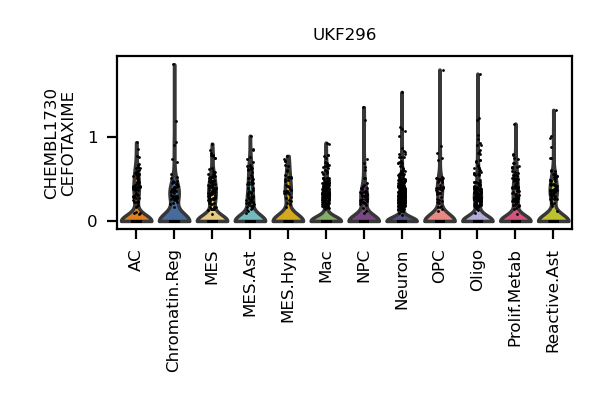 UKF296
CHEMBL1730
CEFOTAXIME
1
0
AC
Chromatin.Reg
MES
MES.Ast
MES.Hyp
Mac
NPC
Neuron
OPC
Oligo
Prolif.Metab
Reactive.Ast